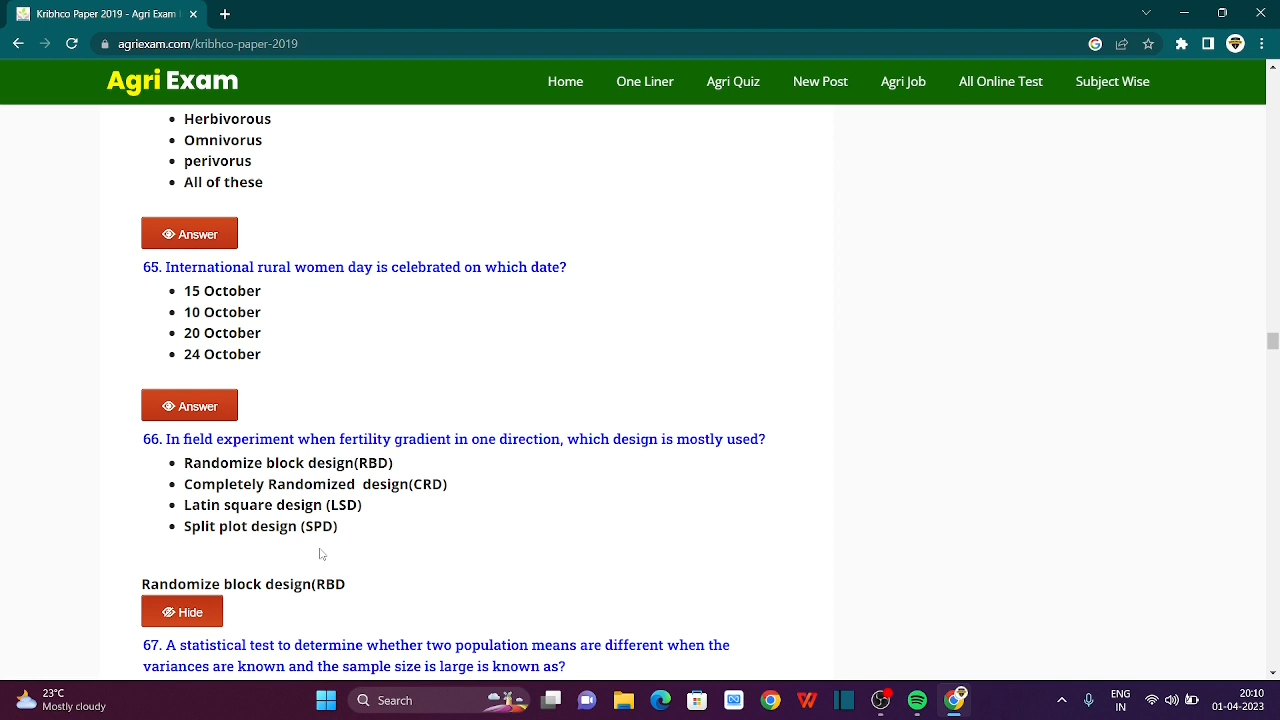 Kribhco Paper 2019 - Agri Exam
agriexam.com/kribhco-paper-2019
Agri Exam
Home One Liner Agri Quiz New Post Agri Job All Online Test Subject Wise
• Herbivorous
• Omnivorus
• perivorus
• All of these
Answer
65. International rural women day is celebrated on which date?
• 15 October
• 10 October
• 20 October
• 24 October
Answer
66. In field experiment when fertility gradient in one direction, which design is mostly used?
• Randomize block design(RBD)
• Completely Randomized design(CRD)
• Latin square design (LSD)
• Split plot design (SPD)
Randomize block design(RBD
Hide
67. A statistical test to determine whether two population means are different when the
variances are known and the sample size is large is known as?
23°C
Mostly cloudy
Search
ENG
IN
20:10
01-04-2023